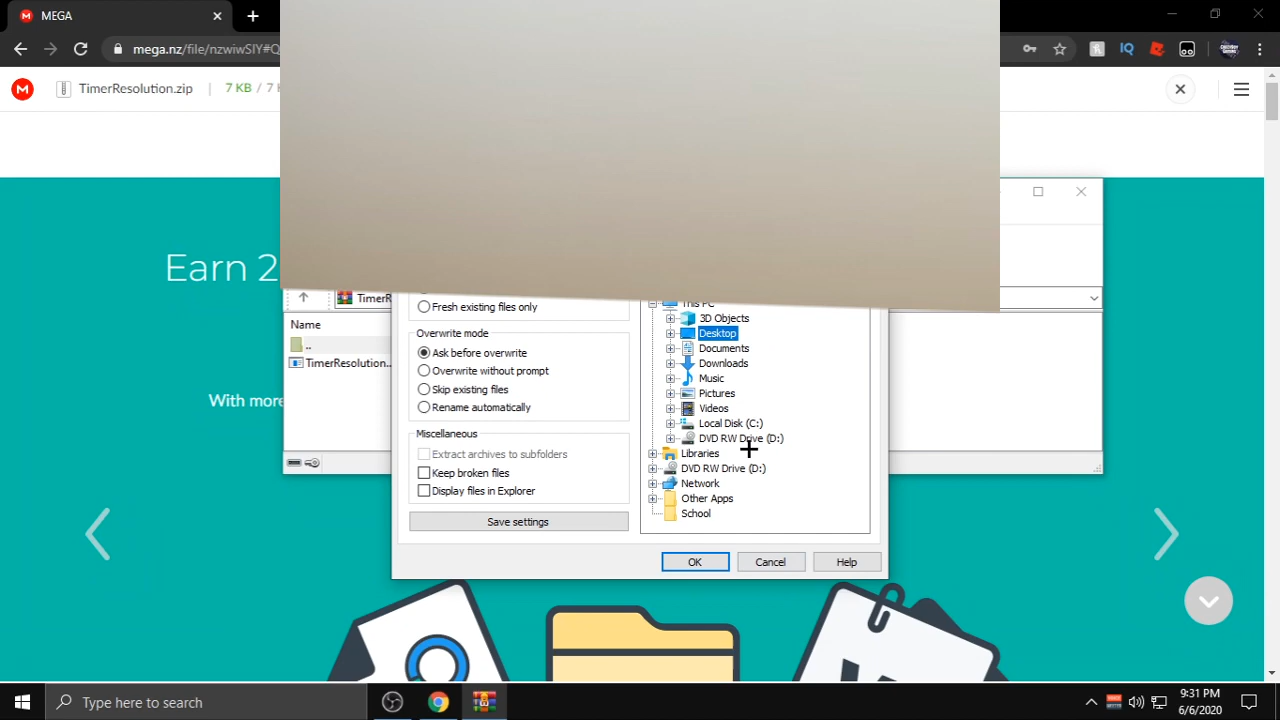 MEGA
mega.nz/file/nzwiwSIY#Q
TimerResolution.zip
7 KB / 7
Earn 2
With more
TimerR
Name
..
TimerResolution...
Fresh existing files only
Overwrite mode
Ask before overwrite
Overwrite without prompt
Skip existing files
Rename automatically
Miscellaneous
Extract archives to subfolders
Keep broken files
Display files in Explorer
Save settings
This PC
3D Objects
Desktop
Documents
Downloads
Music
Pictures
Videos
Local Disk (C:)
DVD RW Drive (D:)
Libraries
DVD RW Drive (D:)
Network
Other Apps
School
OK
Cancel
Help
Type here to search
9:31 PM
6/6/2020